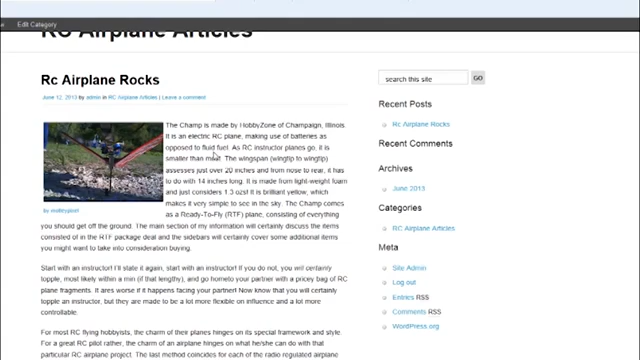 Edit Category
RC Airplane Articles
Rc Airplane Rocks
June 12, 2013 by admin in RC Airplane Articles | Leave a comment
The Champ is made by HobbyZone of Champaign, Illinois.
It is an electric RC plane, making use of batteries as
opposed to fluid fuel. As RC instructor planes go, it is
smaller than most. The wingspan (wingtip to wingtip)
assesses just over 20 inches and from nose to rear, it has
to do with 14 inches long. It is made from light-weight foam
and just considers 1.3 ozs! It is brilliant yellow, which
makes it very simple to see in the sky. The Champ comes
as a Ready-To-Fly (RTF) plane, consisting of everything
by
you should get off the ground. The main section of my information will certainly discuss the items
consisted of in the RTF package deal and the sidebars will certainly cover some additional items
you might want to take into consideration buying.
Start with an instructor! I'll state it again, start with an instructor! If you do, you will certainly
topple, most likely within a min (if that lengthy), and go hometo your partner with a pricey bag of RC
plane fragments. It ares worse if it happens facing your partner! Now know that you will certainly
topple an instructor, but they are made to be a lot more flexible on influence and a lot more
controllable.
For most RC flying hobbyists, the charm of their planes hinges on its special framework and style.
For a great RC pilot rather, the charm of an airplane hinges on what he/she can do with that
particular RC airplane project. The last method coincides for each of the radio regulated airplane
search this site
GO
Recent Posts
Rc Airplane Rocks
Recent Comments
Archives
June 2013
Categories
RC Airplane Articles
Meta
Site Admin
Log out
Entries RSS
Comments RSS
WordPress.org